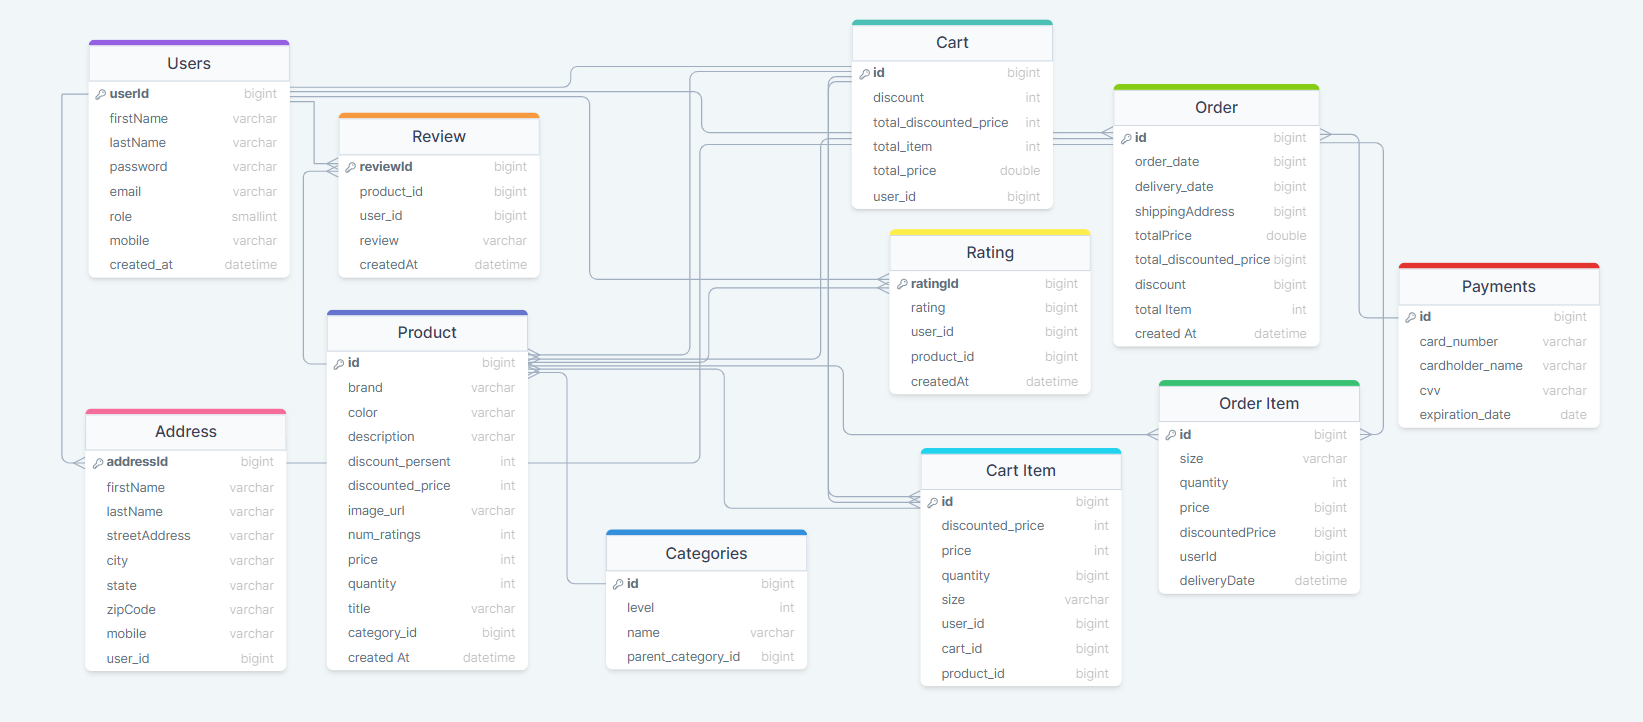 Users
userId bigint
firstName varchar
lastName varchar
password varchar
email varchar
role smallint
mobile varchar
created_at datetime
Review
reviewId bigint
product_id bigint
user_id bigint
review varchar
createdAt datetime
Cart
id bigint
discount int
total_discounted_price int
total_item int
total_price double
user_id bigint
Order
id bigint
order_date bigint
delivery_date bigint
shippingAddress bigint
totalPrice double
total_discounted_price bigint
discount bigint
total Item int
created At datetime
Rating
ratingId bigint
rating bigint
user_id bigint
product_id bigint
createdAt datetime
Payments
id bigint
card_number varchar
cardholder_name varchar
cvv varchar
expiration_date date
Product
id bigint
brand varchar
color varchar
description varchar
discount_persent int
discounted_price int
image_url varchar
num_ratings int
price int
quantity int
title varchar
category_id bigint
created At datetime
Address
addressId bigint
firstName varchar
lastName varchar
streetAddress varchar
city varchar
state varchar
zipCode varchar
mobile varchar
user_id bigint
Order Item
id bigint
size varchar
quantity int
price bigint
discountedPrice bigint
userId bigint
deliveryDate datetime
Cart Item
id bigint
discounted_price int
price int
quantity bigint
size varchar
user_id bigint
cart_id bigint
product_id bigint
Categories
id bigint
level int
name varchar
parent_category_id bigint